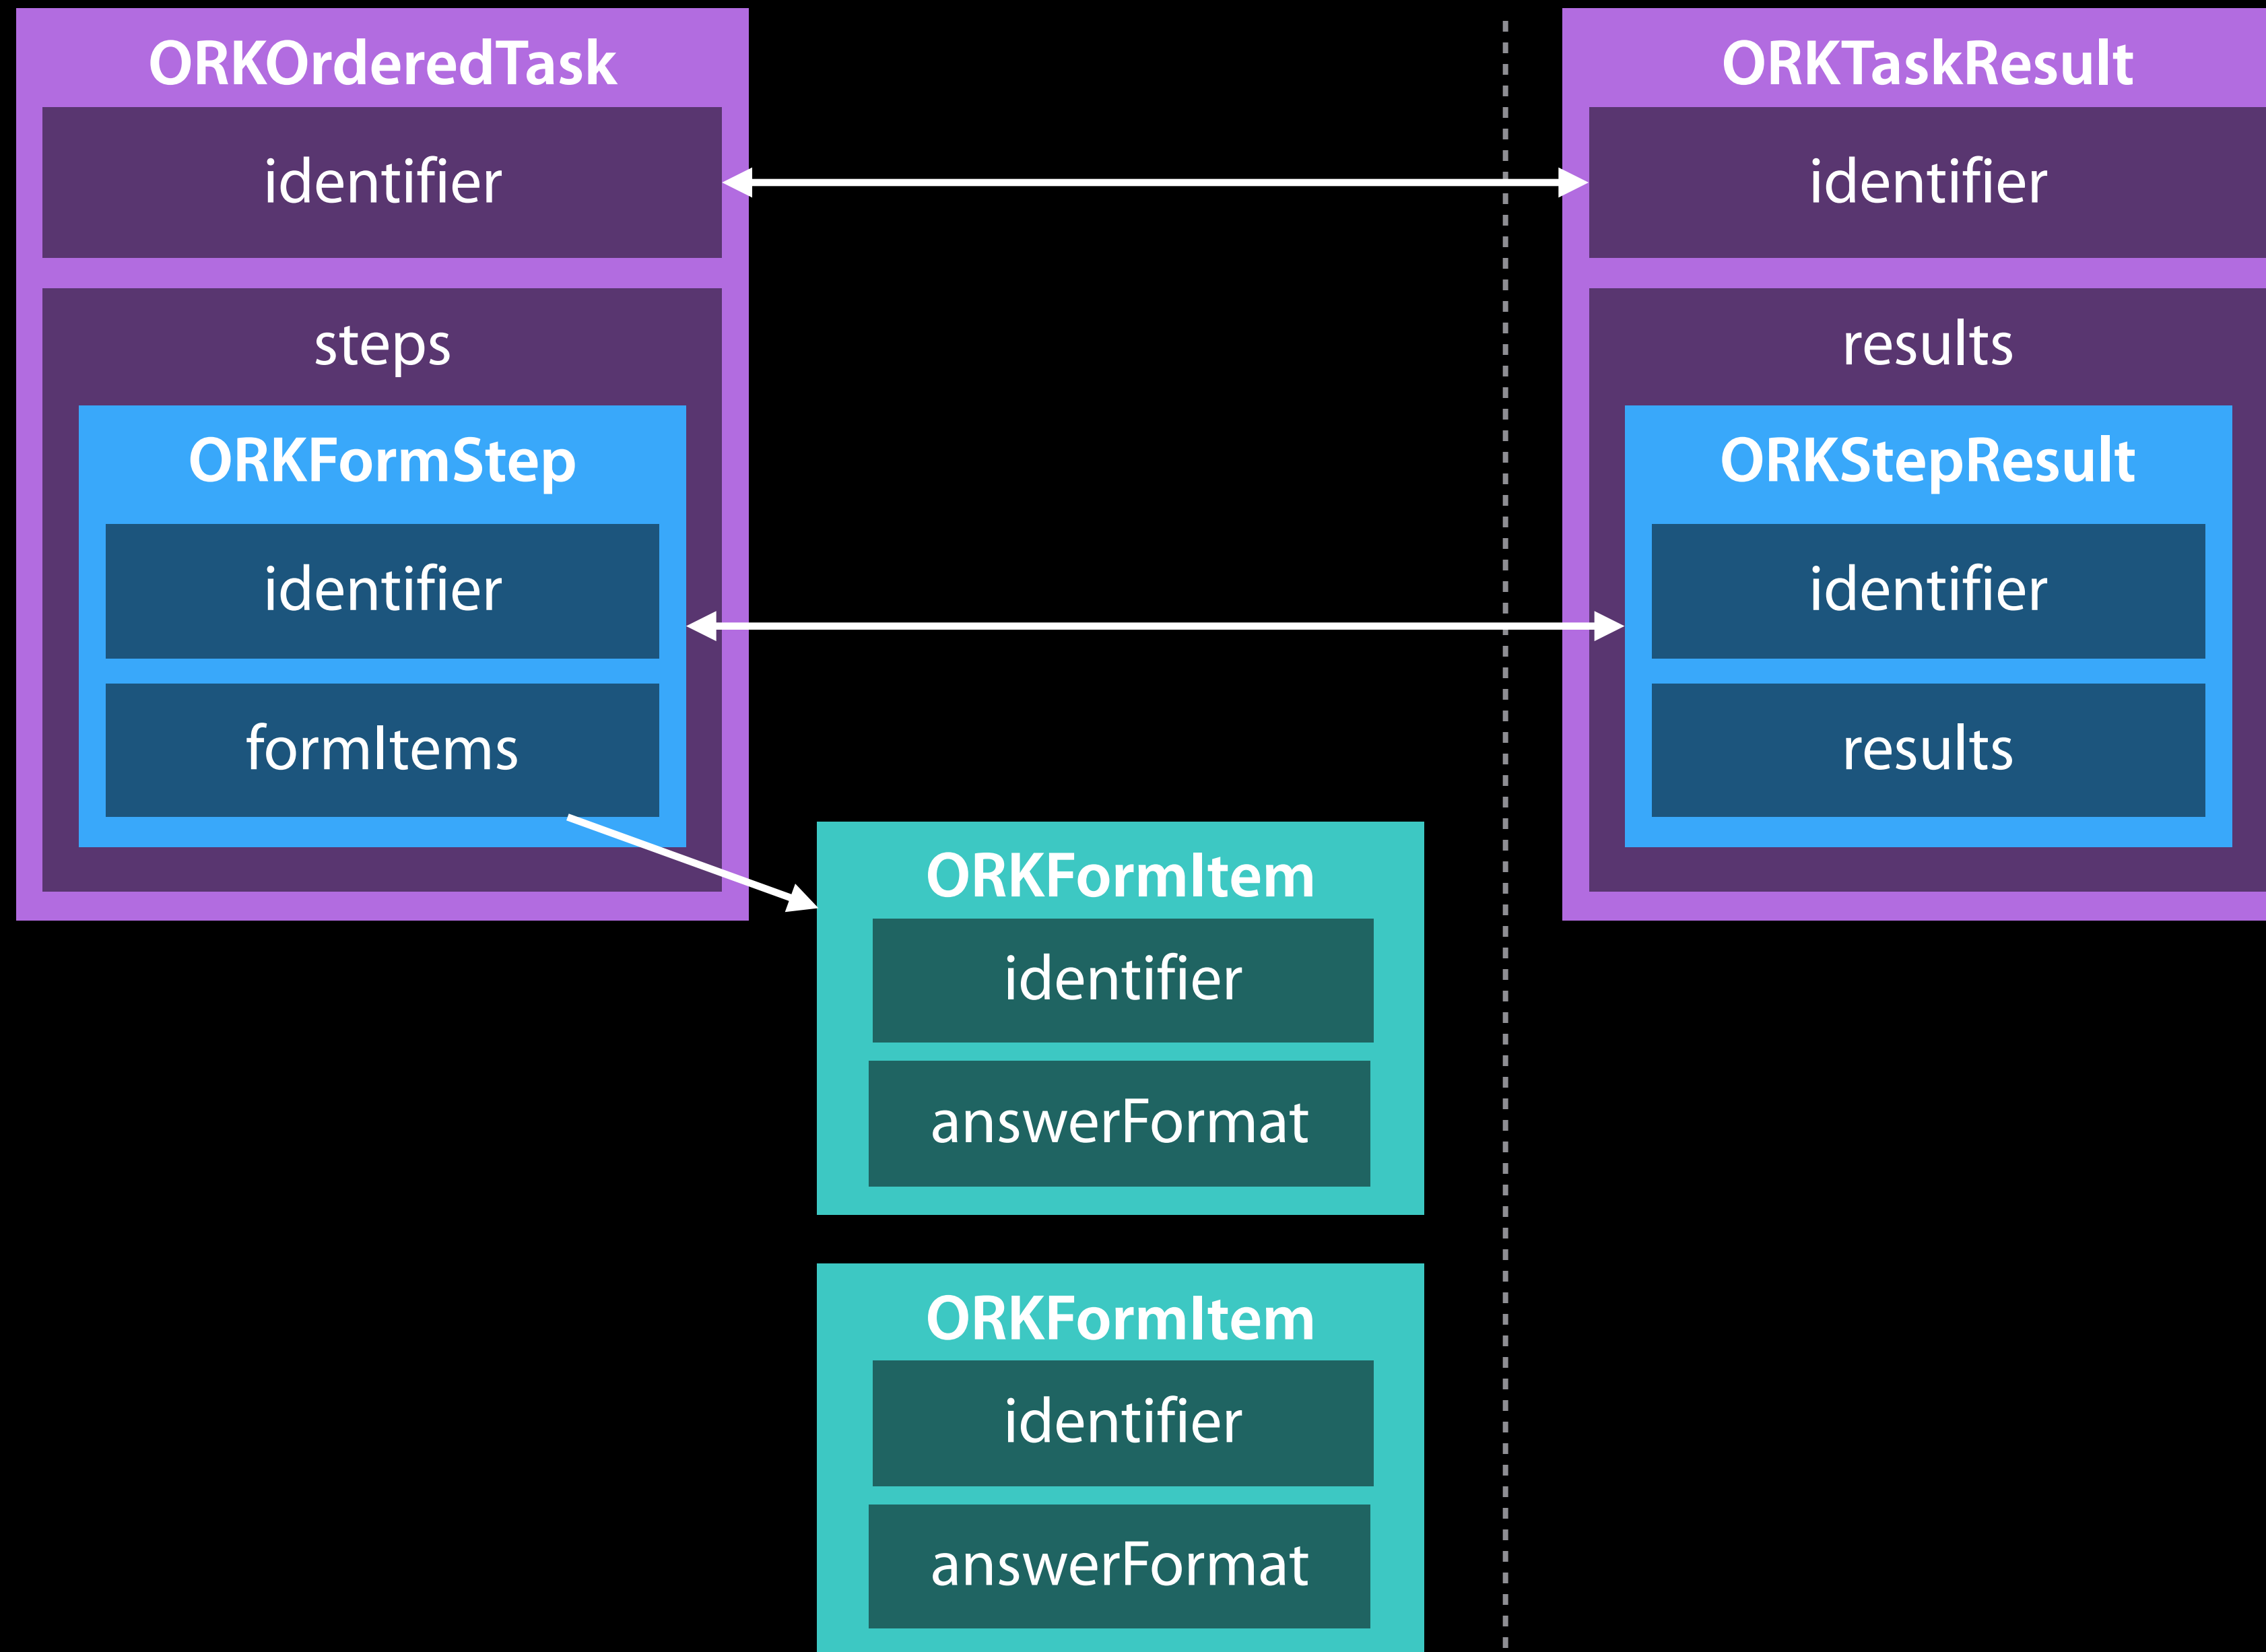 ORKOrderedTask
identifier
steps
ORKFormStep
identifier
formItems
ORKFormItem
identifier
answerFormat
ORKFormItem
identifier
answerFormat
ORKTaskResult
identifier
results
ORKStepResult
identifier
results